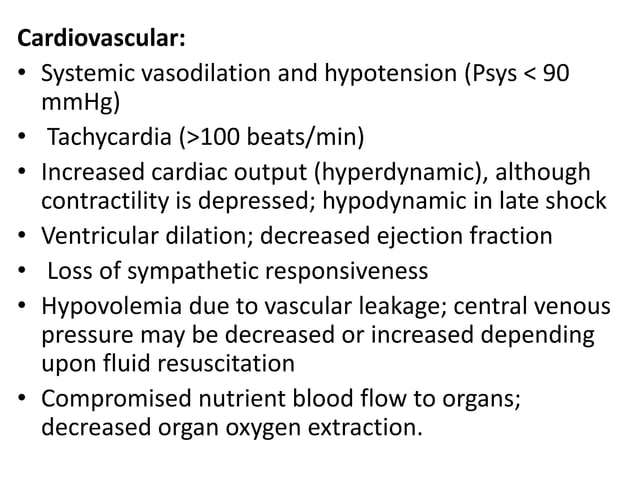 Cardiovascular:
• Systemic vasodilation and hypotension (Psys < 90
mmHg)
• Tachycardia (>100 beats/min)
• Increased cardiac output (hyperdynamic), although
contractility is depressed; hypodynamic in late shock
• Ventricular dilation; decreased ejection fraction
• Loss of sympathetic responsiveness
• Hypovolemia due to vascular leakage; central venous
pressure may be decreased or increased depending
upon fluid resuscitation
• Compromised nutrient blood flow to organs;
decreased organ oxygen extraction.